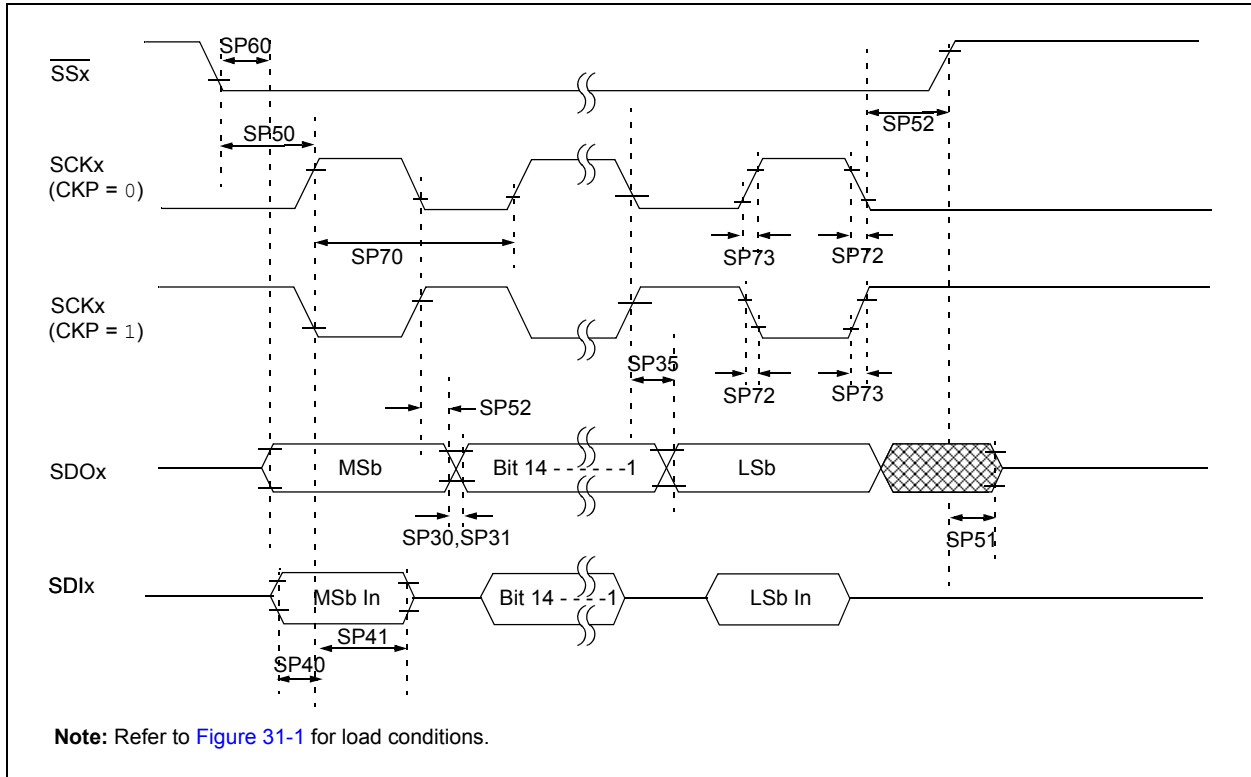 SP60
SSx
SP50
SP52
SCKx
(CKP = 0)
SP70
SP73
SP72
SCKx
(CKP = 1)
SP35
SP72
SP73
SP52
SDOx
MSb
Bit 14 - - - - - -1
LSb
SP30,SP31
SP51
SDIx
MSb In
Bit 14 - - - -1
LSb In
SP41
SP40
Note: Refer to Figure 31-1 for load conditions.